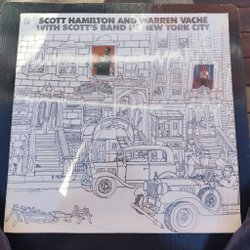 SCOTT HAMILTON AND WARREN VACHÉ
WITH SCOTT'S BAND IN NEW YORK CITY